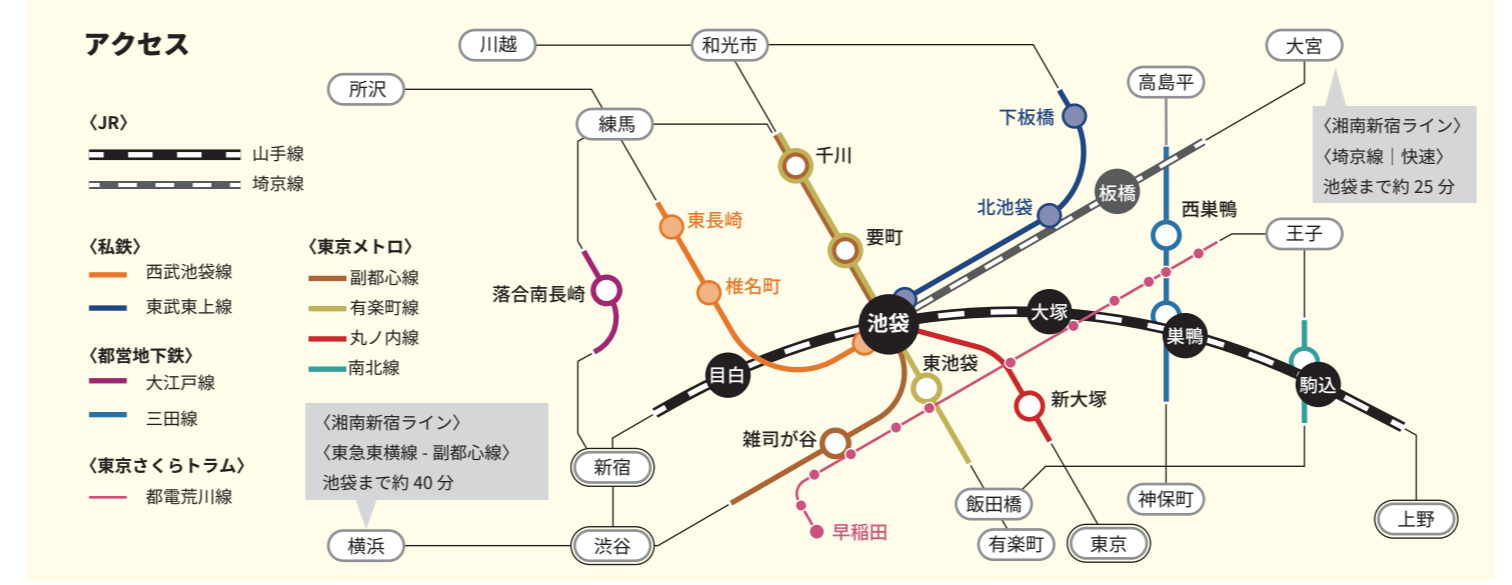 アクセス
〈JR〉
山手線
埼京線
〈私鉄〉
西武池袋線
東武東上線
〈都営地下鉄〉
大江戸線
三田線
〈東京さくらトラム〉
都電荒川線
〈東京メトロ〉
副都心線
有楽町線
丸ノ内線
南北線
川越
和光市
大宮
所沢
高島平
練馬
下板橋
〈湘南新宿ライン〉
〈埼京線｜快速〉
池袋まで約 25 分
千川
板橋
東長崎
北池袋
西巣鴨
要町
王子
落合南長崎
椎名町
池袋
大塚
巣鴨
目白
東池袋
駒込
新大塚
〈湘南新宿ライン〉
〈東急東横線 - 副都心線〉
池袋まで約 40 分
雑司が谷
新宿
飯田橋
神保町
早稲田
上野
横浜
渋谷
有楽町
東京